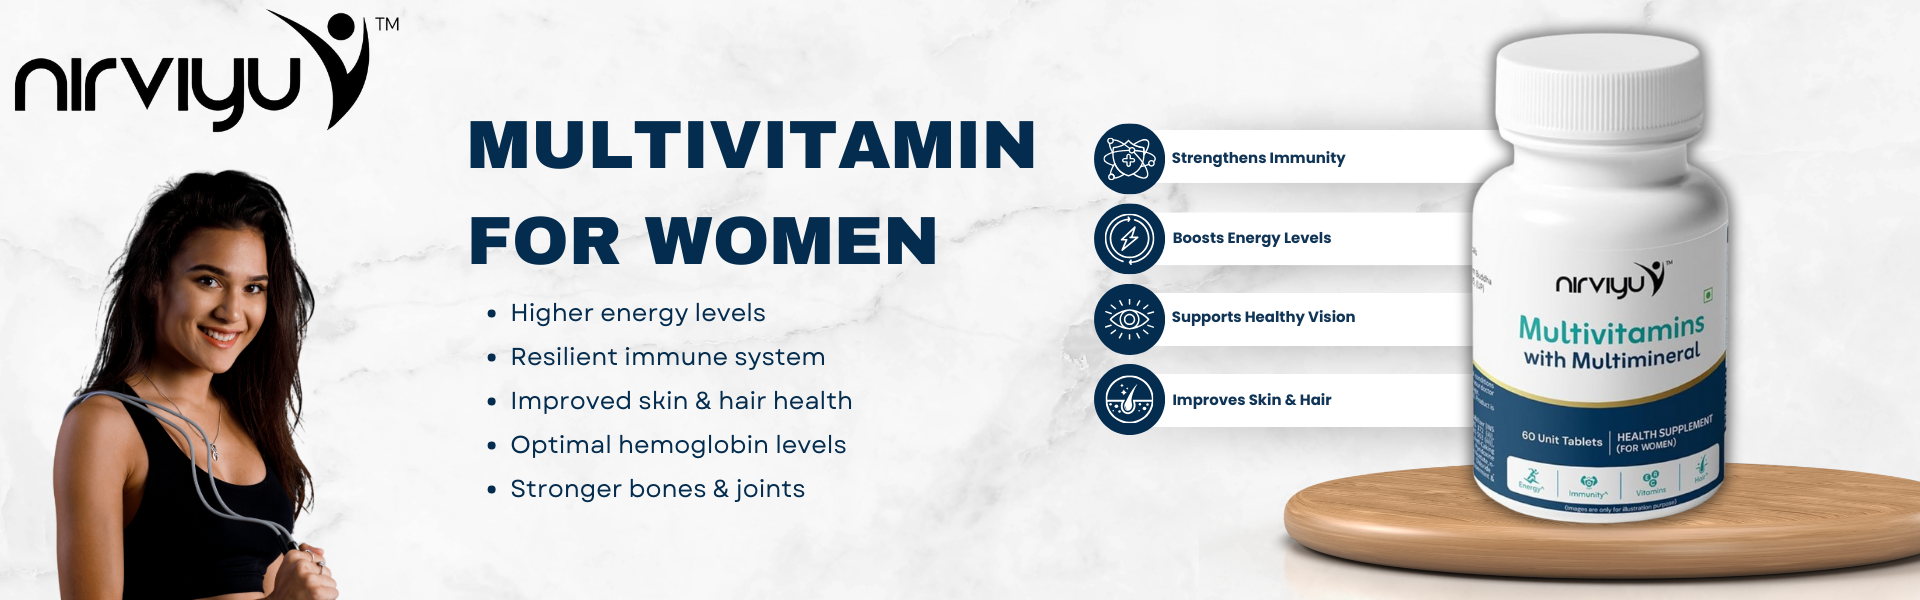 nirviyu
TM
MULTIVITAMIN
FOR WOMEN
Higher energy levels
Resilient immune system
Improved skin & hair health
Optimal hemoglobin levels
Stronger bones & joints
Strengthens Immunity
Boosts Energy Levels
Supports Healthy Vision
Improves Skin & Hair
nirviyu TM
Multivitamins
with Multimineral
60 Unit Tablets
HEALTH SUPPLEMENT
(FOR WOMEN)
Energy^
Immunity^
Vitamins
Hair^
(Images are only for illustration purpose)